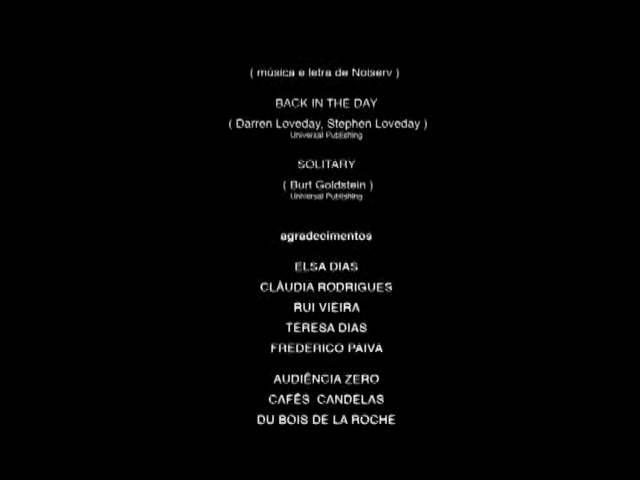 ( música e letra de Noiserv )
BACK IN THE DAY
( Darren Loveday, Stephen Loveday )
Universal Publishing
SOLITARY
( Burt Goldstein )
Universal Publishing
agradecimentos
ELSA DIAS
CLÁUDIA RODRIGUES
RUI VIEIRA
TERESA DIAS
FREDERICO PAIVA
AUDIÊNCIA ZERO
CAFÉS CANDELAS
DU BOIS DE LA ROCHE